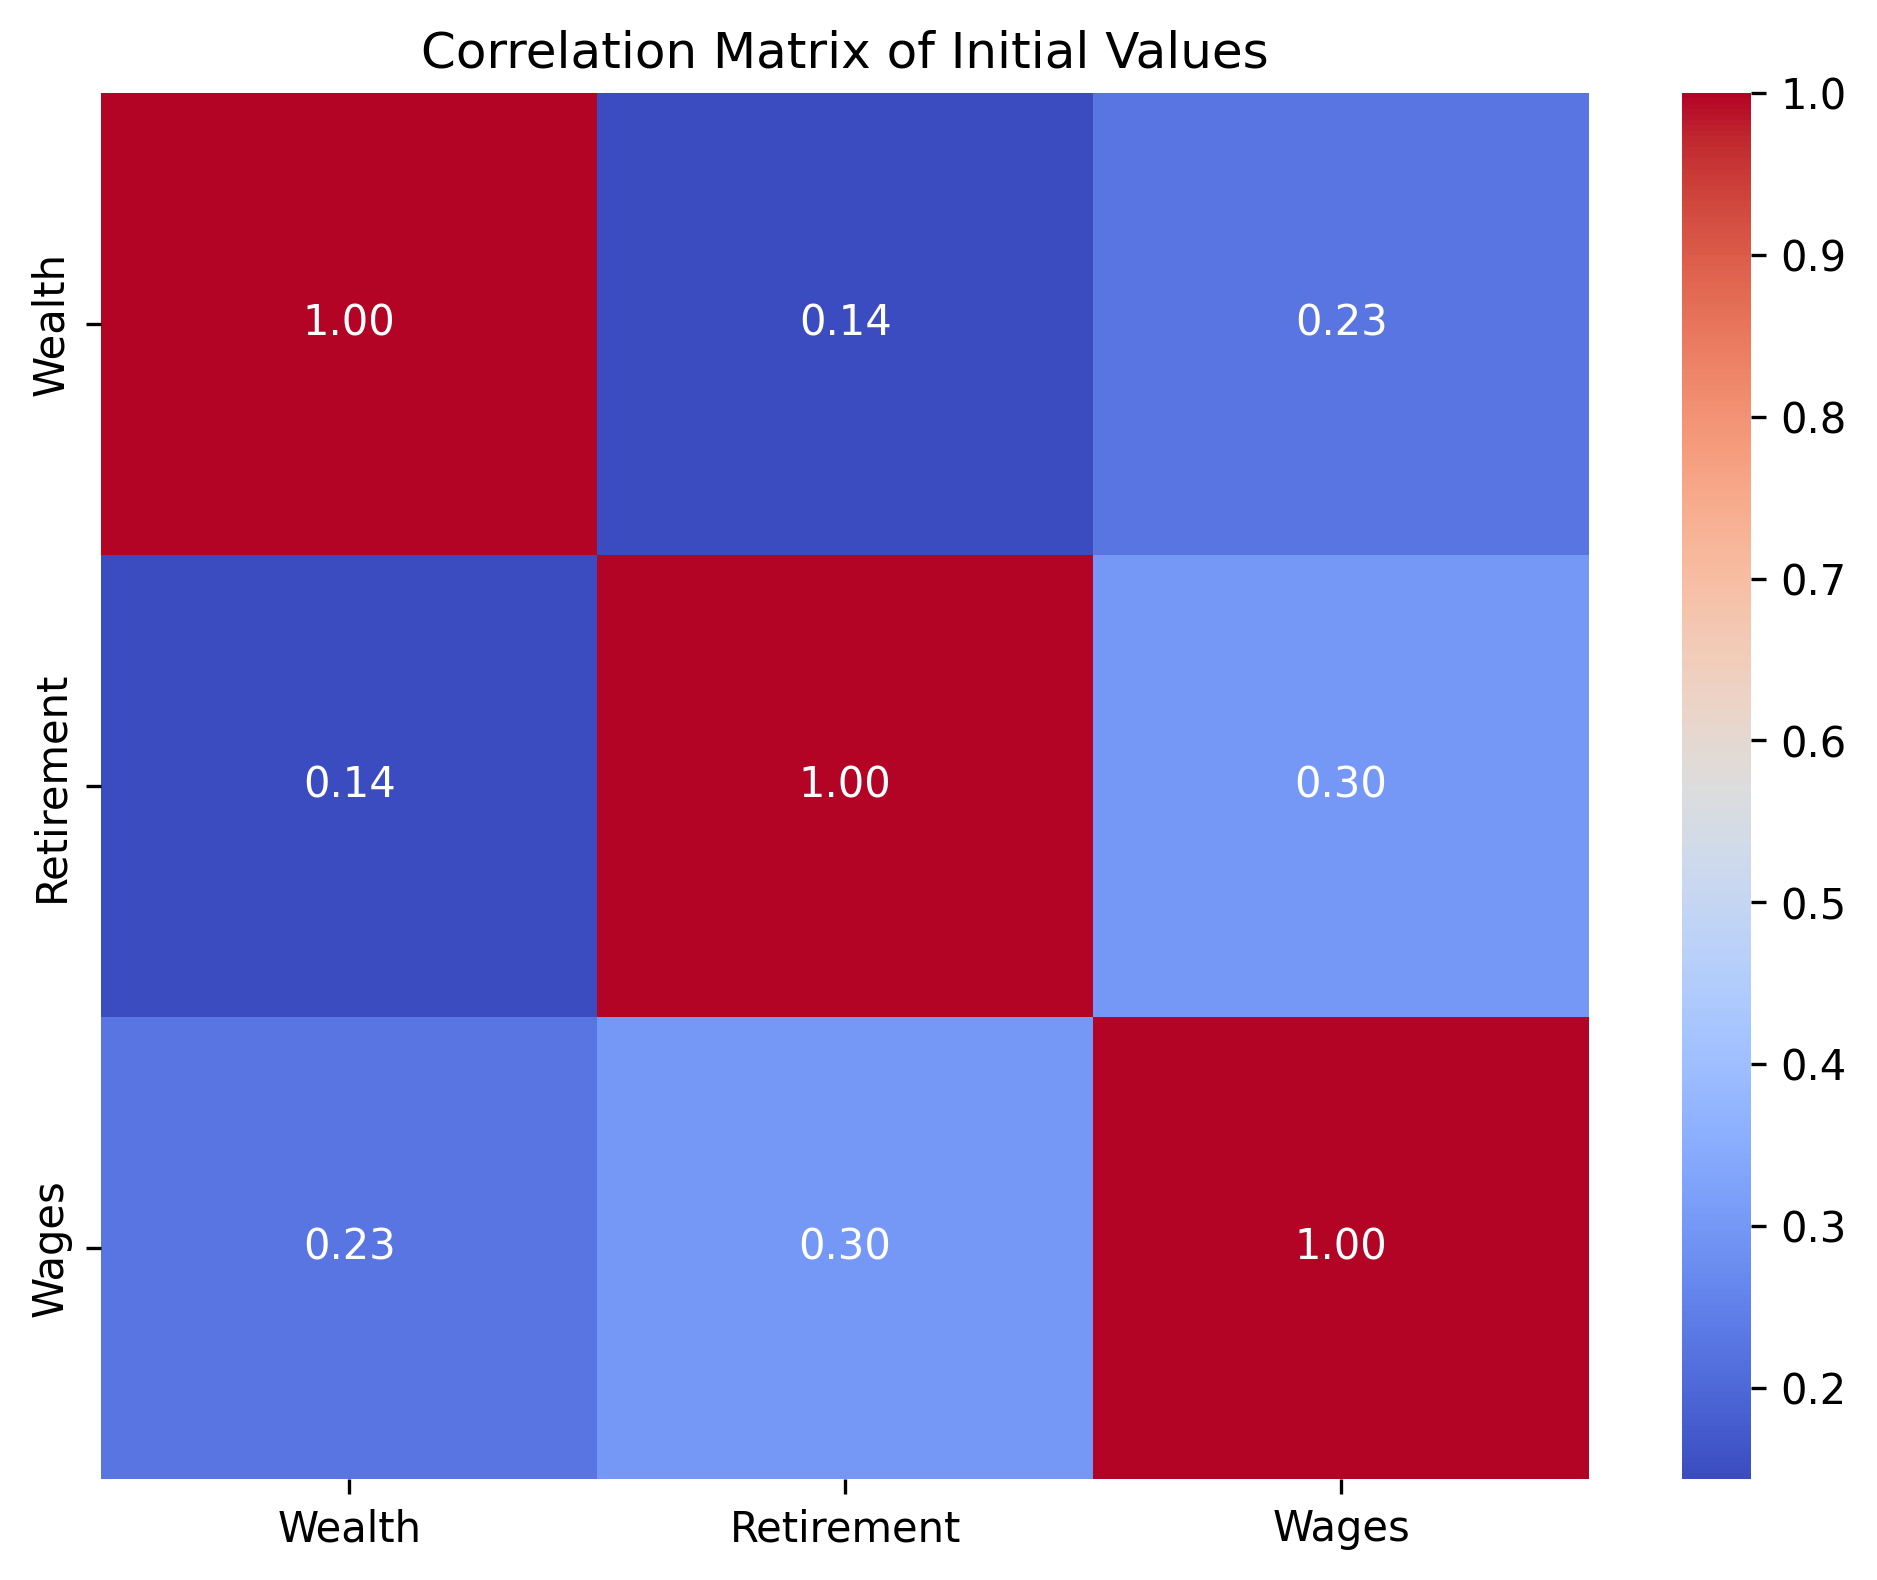 Correlation Matrix of Initial Values
Wealth
1.00
0.14
0.23
Retirement
0.14
1.00
0.30
Wages
0.23
0.30
1.00
Wealth
Retirement
Wages
1.0
0.9
0.8
0.7
0.6
0.5
0.4
0.3
0.2